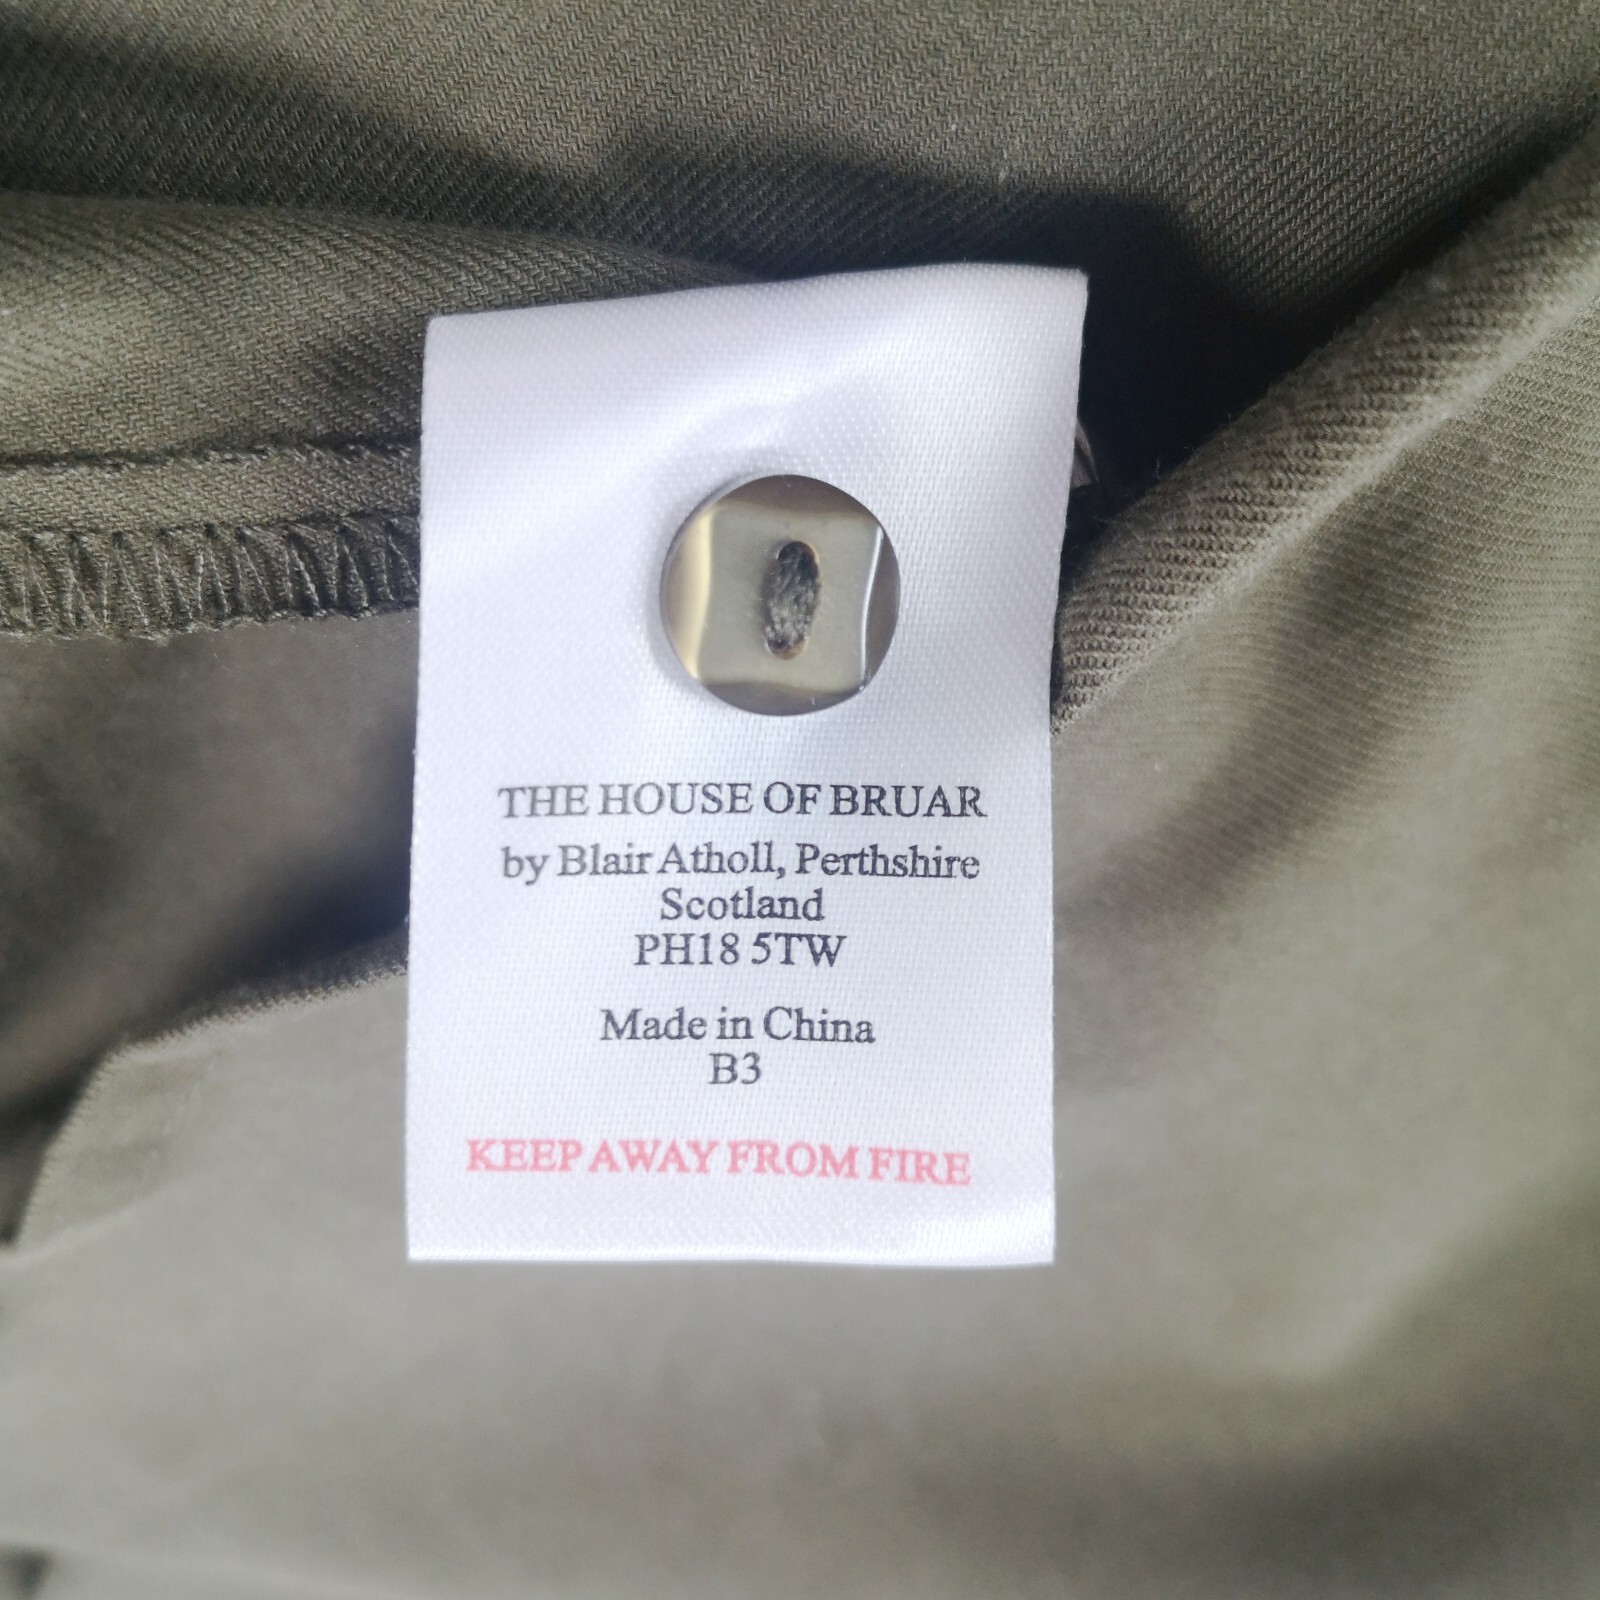 THE HOUSE OF BRUAR
by Blair Atholl, Perthshire
Scotland
PH18 5TW
Made in China
B3
KEEP AWAY FROM FIRE